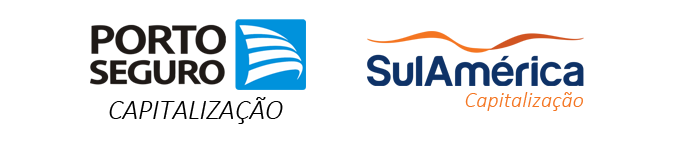 PORTO
SEGURO
CAPITALIZAÇÃO
SulAmérica
Capitalização